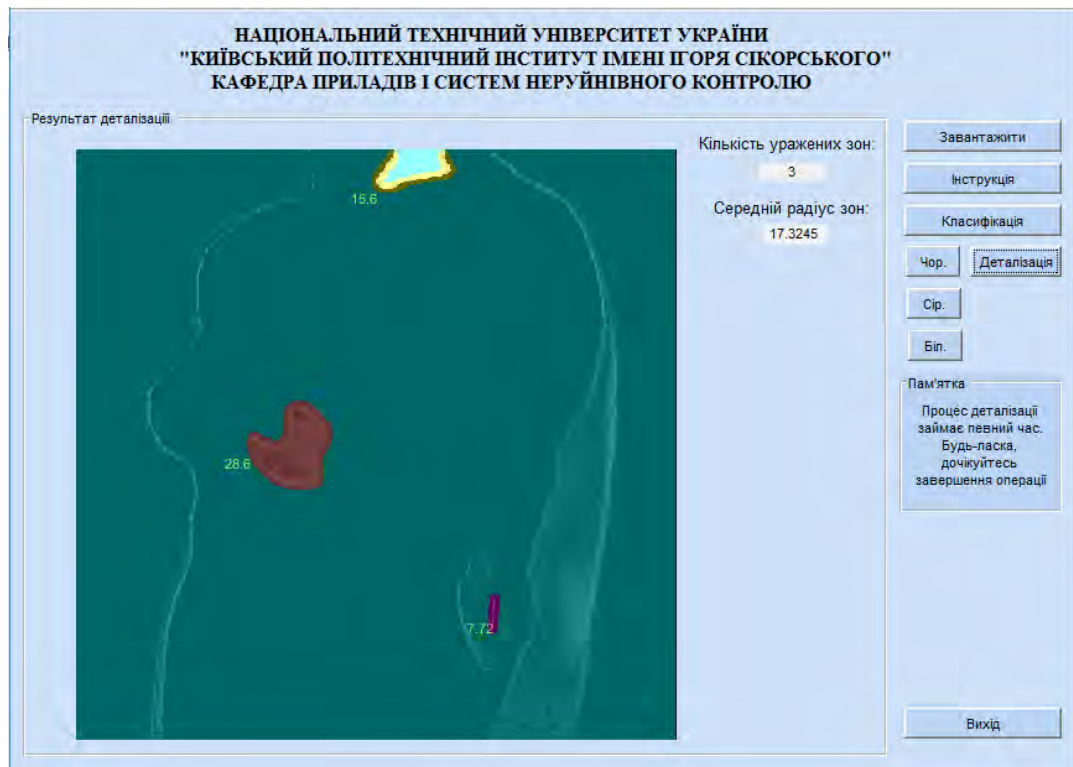 НАЦІОНАЛЬНИЙ ТЕХНІЧНИЙ УНІВЕРСИТЕТ УКРАЇНИ
"КИЇВСЬКИЙ ПОЛІТЕХНІЧНІЙ ІНСТИТУТ ІМЕНІ ІГОРЯ СІКОРСЬКОГО"
КАФЕДРА ПРИЛАДІВ І СИСТЕМ НЕРУЙНІВНОГО КОНТРОЛЮ
Результат деталізаціїї
15.6
28.6
7.72
Кількість уражених зон:
3
Середній радіус зон:
17.3245
Завантажити
Інструкція
Класифікація
Чор.
Деталізація
Сір.
Біл.
Пам'ятка
Процес деталізації
займає певний час.
Будь-ласка,
дочікуйтесь
завершення операції
Вихід